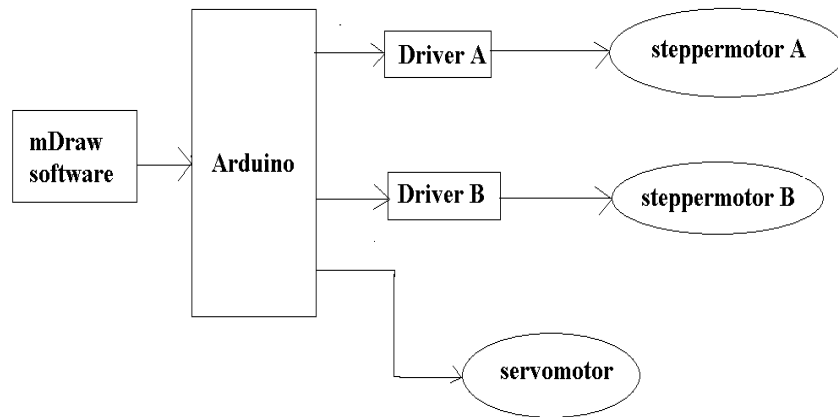 mDraw
software
Arduino
Driver A
steppermotor A
Driver B
steppermotor B
servomotor